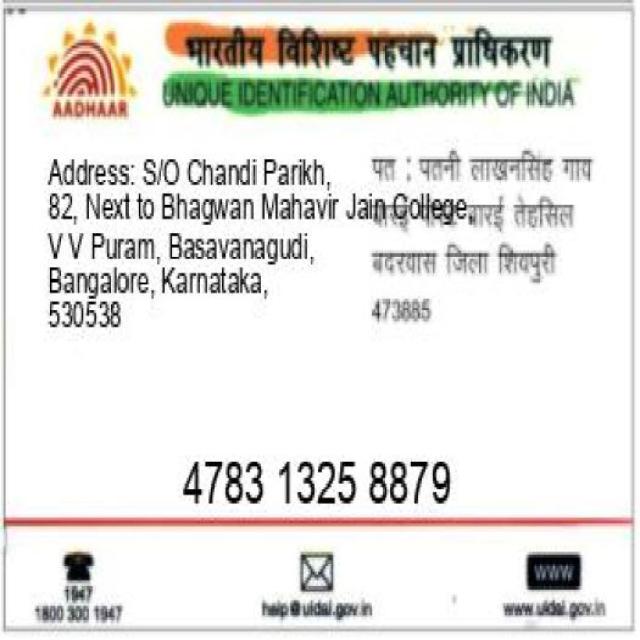 भारतीय विशिष्ट पहचान प्राधिकरण
UNIQUE IDENTIFICATION AUTHORITY OF INDIA
AADHAAR
Address: S/O Chandi Parikh,
82, Next to Bhagwan Mahavir Jain College,
V V Puram, Basavanagudi,
Bangalore, Karnataka,
530538
पत : पतनी लाखनसिंह गाय
बारई तेहसिल
बदरवास जिला शिवपुरी
473885
4783 1325 8879
1947
1800 300 1947
help@uidai.gov.in
WWW
www.uidai.gov.in